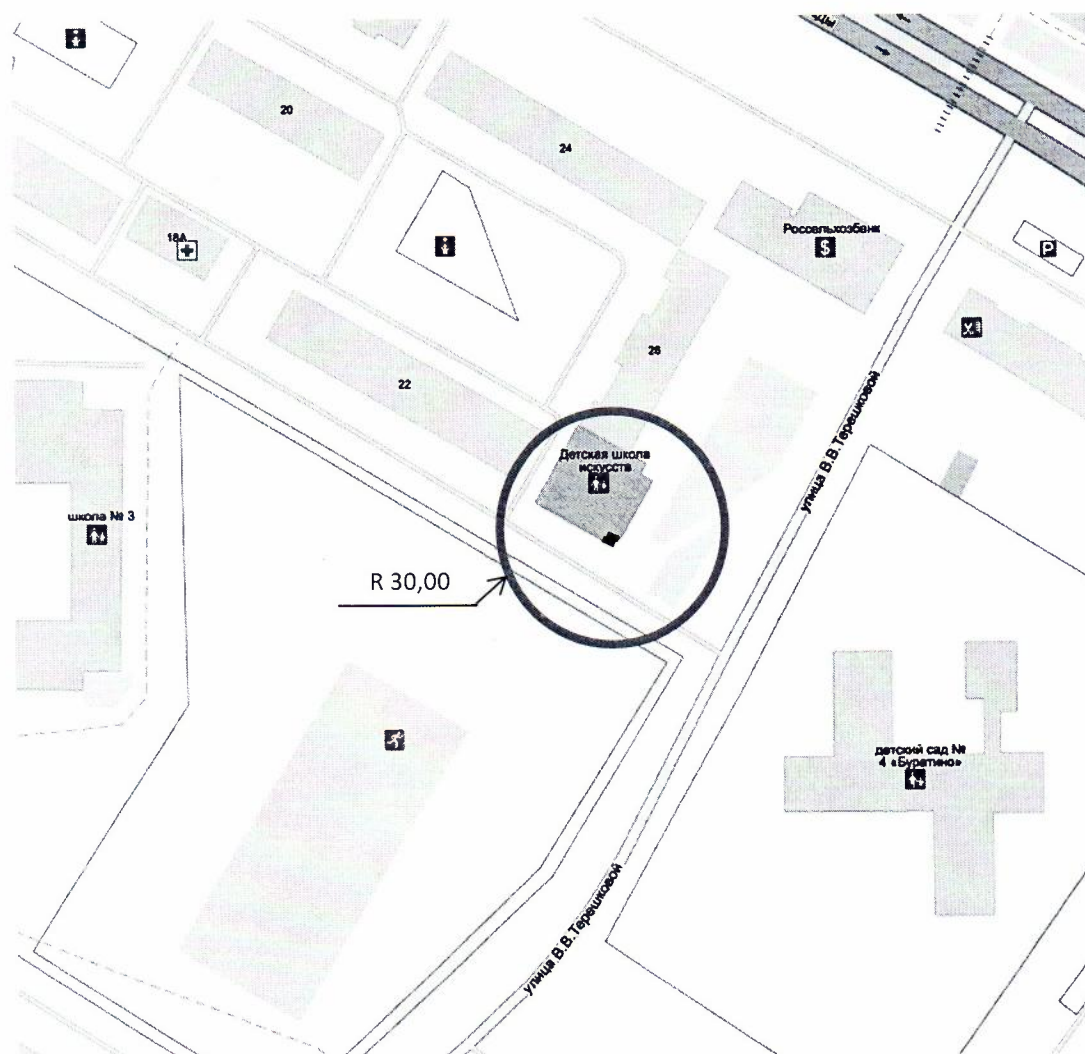 20
24
18А
Россельхозбанк
$
P
22
26
улица В.В.Терешковой
Детская школа
искусств
школа № 3
R 30,00
детский сад №
4 «Буратино»
улица В.В.Терешковой